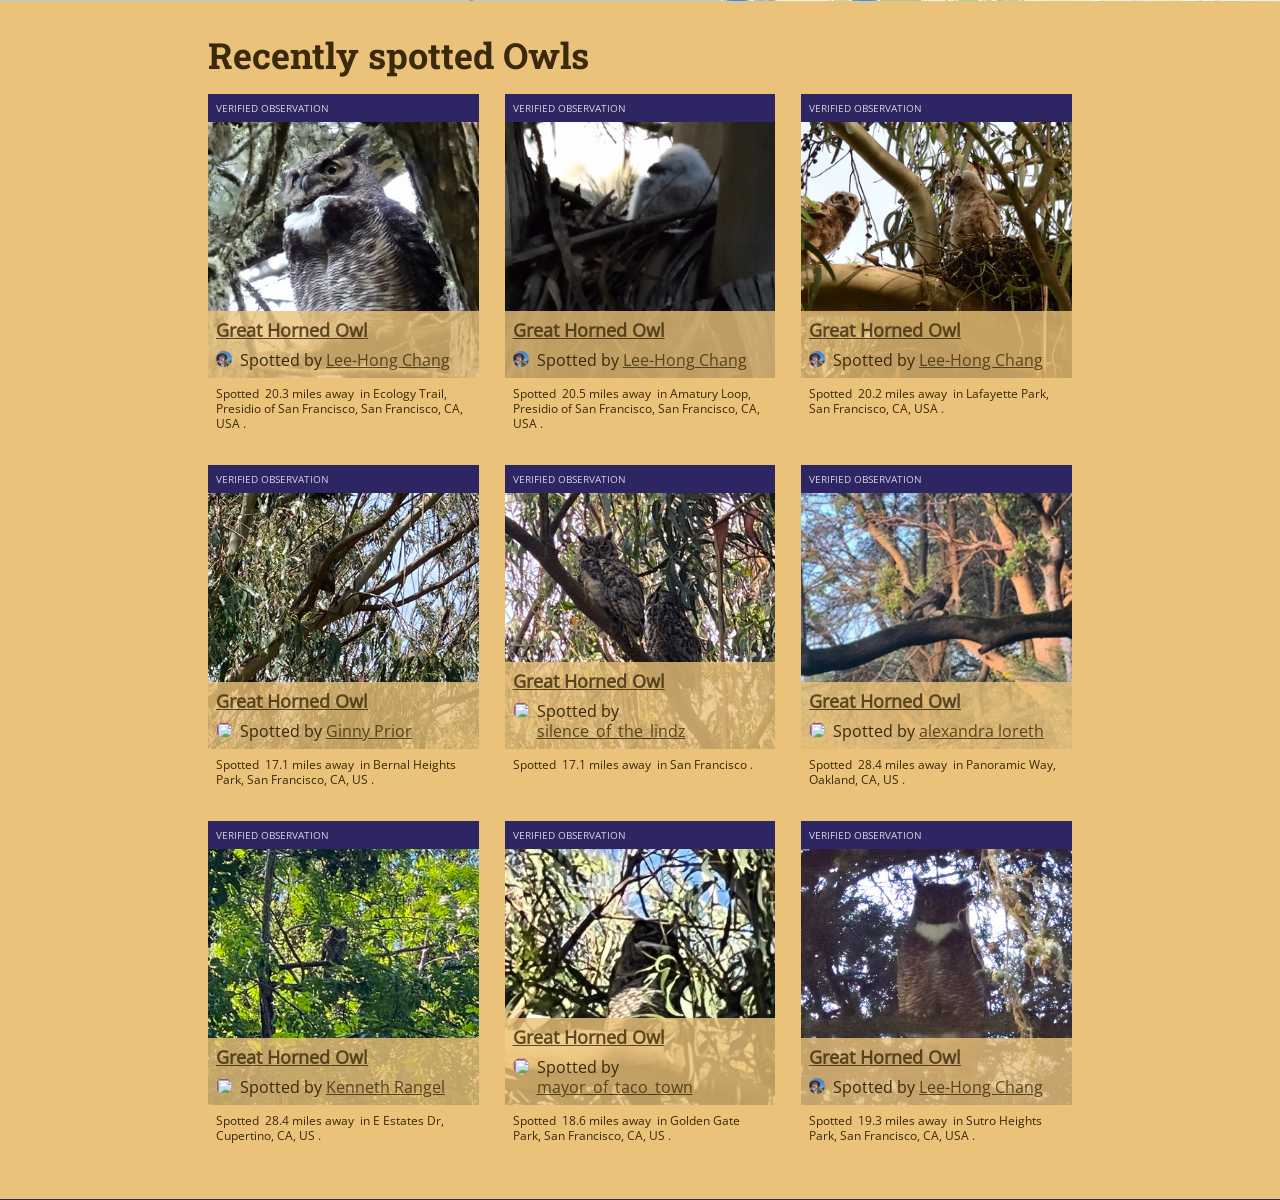 Recently spotted Owls
VERIFIED OBSERVATION
Great Horned Owl
Spotted by Lee-Hong Chang
Spotted 20.3 miles away in Ecology Trail,
Presidio of San Francisco, San Francisco, CA,
USA .
VERIFIED OBSERVATION
Great Horned Owl
Spotted by Lee-Hong Chang
Spotted 20.5 miles away in Amatury Loop,
Presidio of San Francisco, San Francisco, CA,
USA .
VERIFIED OBSERVATION
Great Horned Owl
Spotted by Lee-Hong Chang
Spotted 20.2 miles away in Lafayette Park,
San Francisco, CA, USA .
VERIFIED OBSERVATION
Great Horned Owl
Spotted by Ginny Prior
Spotted 17.1 miles away in Bernal Heights
Park, San Francisco, CA, US .
VERIFIED OBSERVATION
Great Horned Owl
Spotted by
silence_of_the_lindz
Spotted 17.1 miles away in San Francisco .
VERIFIED OBSERVATION
Great Horned Owl
Spotted by alexandra loreth
Spotted 28.4 miles away in Panoramic Way,
Oakland, CA, US .
VERIFIED OBSERVATION
Great Horned Owl
Spotted by Kenneth Rangel
Spotted 28.4 miles away in E Estates Dr,
Cupertino, CA, US .
VERIFIED OBSERVATION
Great Horned Owl
Spotted by
mayor_of_taco_town
Spotted 18.6 miles away in Golden Gate
Park, San Francisco, CA, US .
VERIFIED OBSERVATION
Great Horned Owl
Spotted by Lee-Hong Chang
Spotted 19.3 miles away in Sutro Heights
Park, San Francisco, CA, USA .